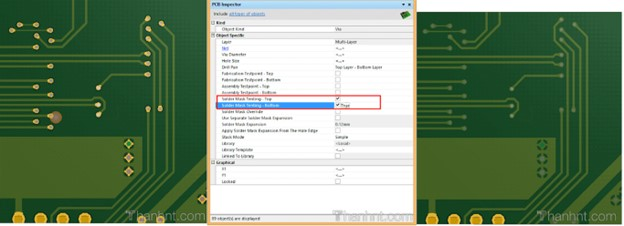 PCB Inspector
Include all types of objects
Kind
Object Kind Via
Object Specific
Layer Multi-Layer
Net <...>
Via Diameter <...>
Hole Size <...>
Drill Pair Top Layer - Bottom Layer
Fabrication Testpoint - Top
Fabrication Testpoint - Bottom
Assembly Testpoint - Top
Assembly Testpoint - Bottom
Solder Mask Tenting - Top
Solder Mask Tenting - Bottom True
Solder Mask Override
Use Separate Solder Mask Expansion
Solder Mask Expansion
Apply Solder Mask Expansion From The Hole Edge
Stack Mode Simple
Library <Local>
Library Template <...>
Linked To Library
Graphical
X1 <...>
Y1 <...>
Locked
object(s) are displayed
Thanhnt.com
Thanhnt.com
Thanhnt.com